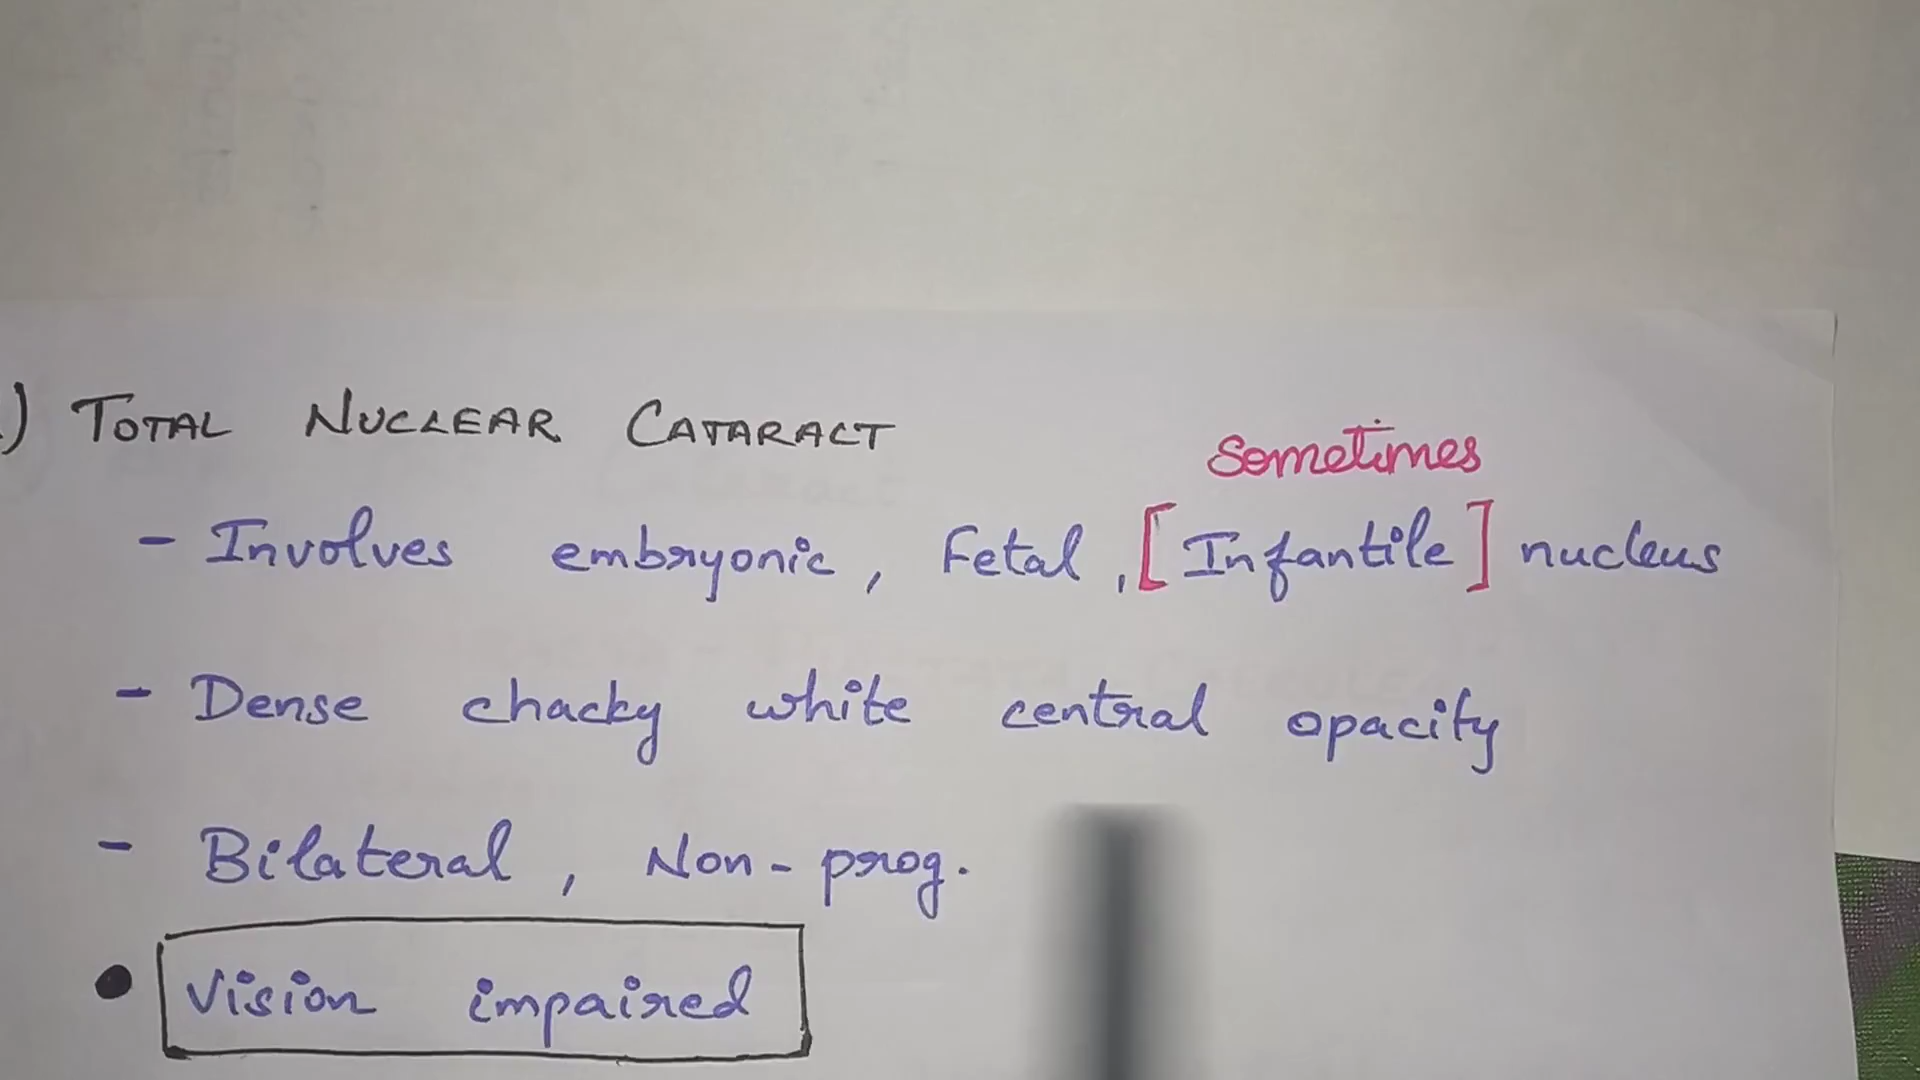 ) TOTAL NUCLEAR CATARACT
sometimes
- Involves embryonic, Fetal, [Infantile] nucleus
- Dense chacky white central opacity
- Bilateral, Non-prog.
• Vision impaired